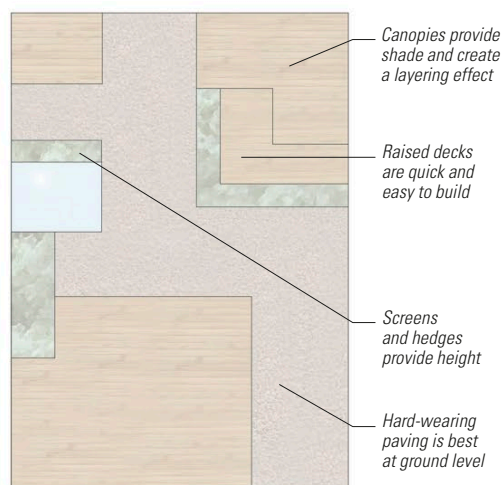 Canopies provide
shade and create
a layering effect
Raised decks
are quick and
easy to build
Screens
and hedges
provide height
Hard-wearing
paving is best
at ground level